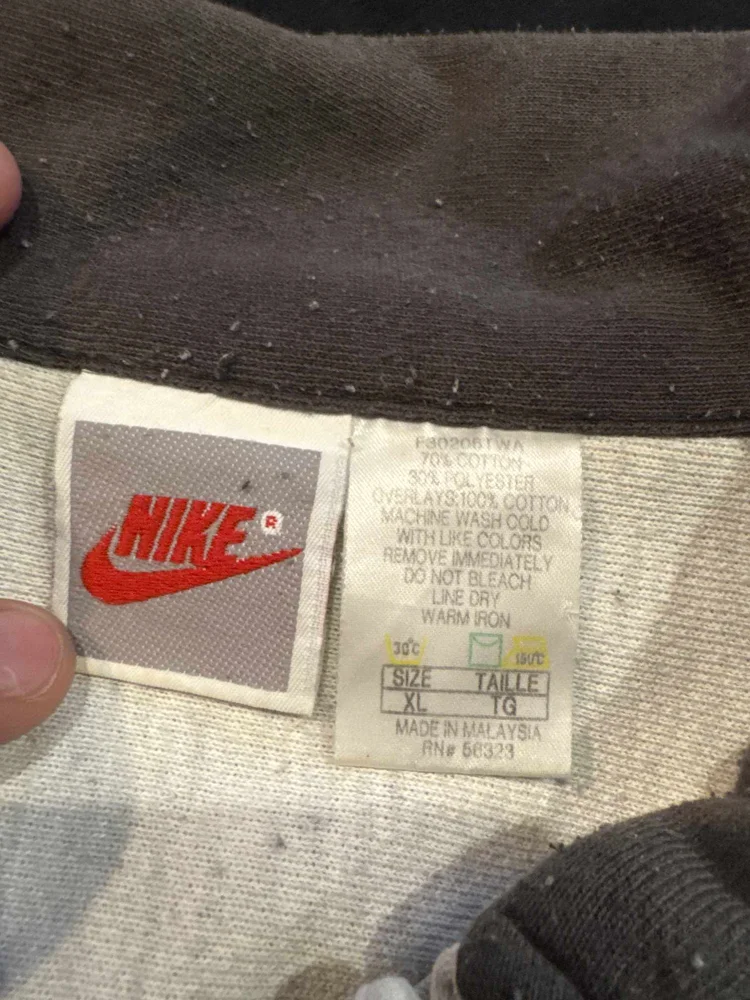 NIKE®
70% COTTON
30% POLYESTER
OVERLAYS:100% COTTON
MACHINE WASH COLD
WITH LIKE COLORS
REMOVE IMMEDIATELY
DO NOT BLEACH
LINE DRY
WARM IRON
30°C 150°C
SIZE TAILLE
XL TG
MADE IN MALAYSIA
RN# 56323